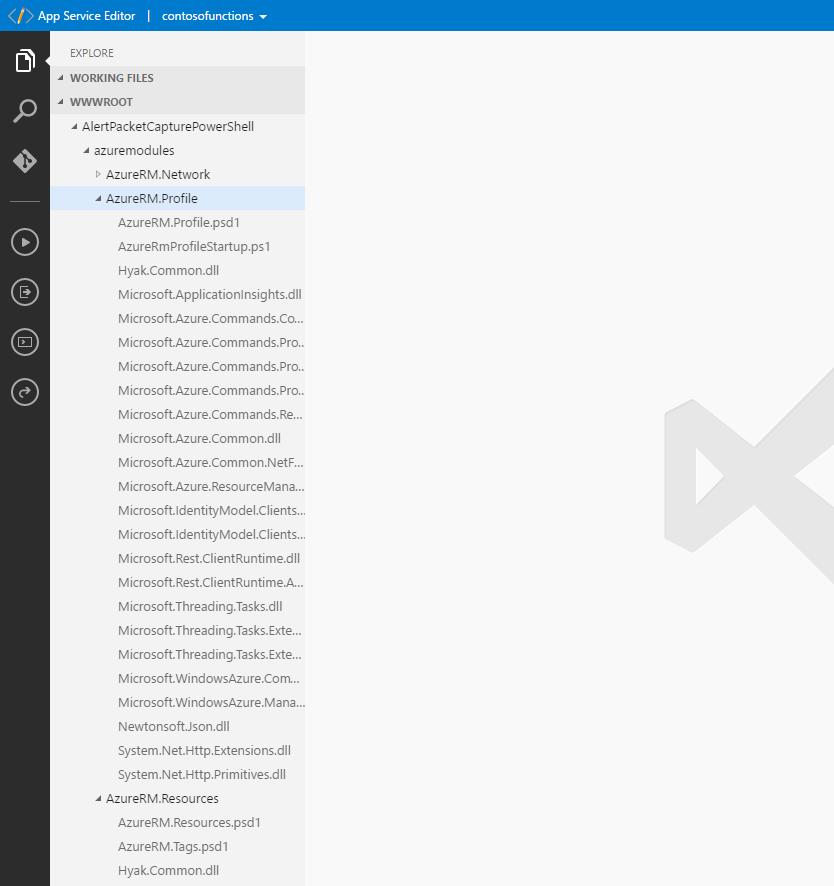 App Service Editor | contosofunctions
EXPLORE
WORKING FILES
WWWROOT
AlertPacketCapturePowerShell
azuremodules
AzureRM.Network
AzureRM.Profile
AzureRM.Profile.psd1
AzureRmProfileStartup.ps1
Hyak.Common.dll
Microsoft.ApplicationInsights.dll
Microsoft.Azure.Commands.Co...
Microsoft.Azure.Commands.Pro...
Microsoft.Azure.Commands.Pro...
Microsoft.Azure.Commands.Pro...
Microsoft.Azure.Commands.Re...
Microsoft.Azure.Common.dll
Microsoft.Azure.Common.NetF...
Microsoft.Azure.ResourceMana...
Microsoft.IdentityModel.Clients...
Microsoft.IdentityModel.Clients...
Microsoft.Rest.ClientRuntime.dll
Microsoft.Rest.ClientRuntime.A...
Microsoft.Threading.Tasks.dll
Microsoft.Threading.Tasks.Exte...
Microsoft.Threading.Tasks.Exte...
Microsoft.WindowsAzure.Com...
Microsoft.WindowsAzure.Mana...
Newtonsoft.Json.dll
System.Net.Http.Extensions.dll
System.Net.Http.Primitives.dll
AzureRM.Resources
AzureRM.Resources.psd1
AzureRM.Tags.psd1
Hyak.Common.dll